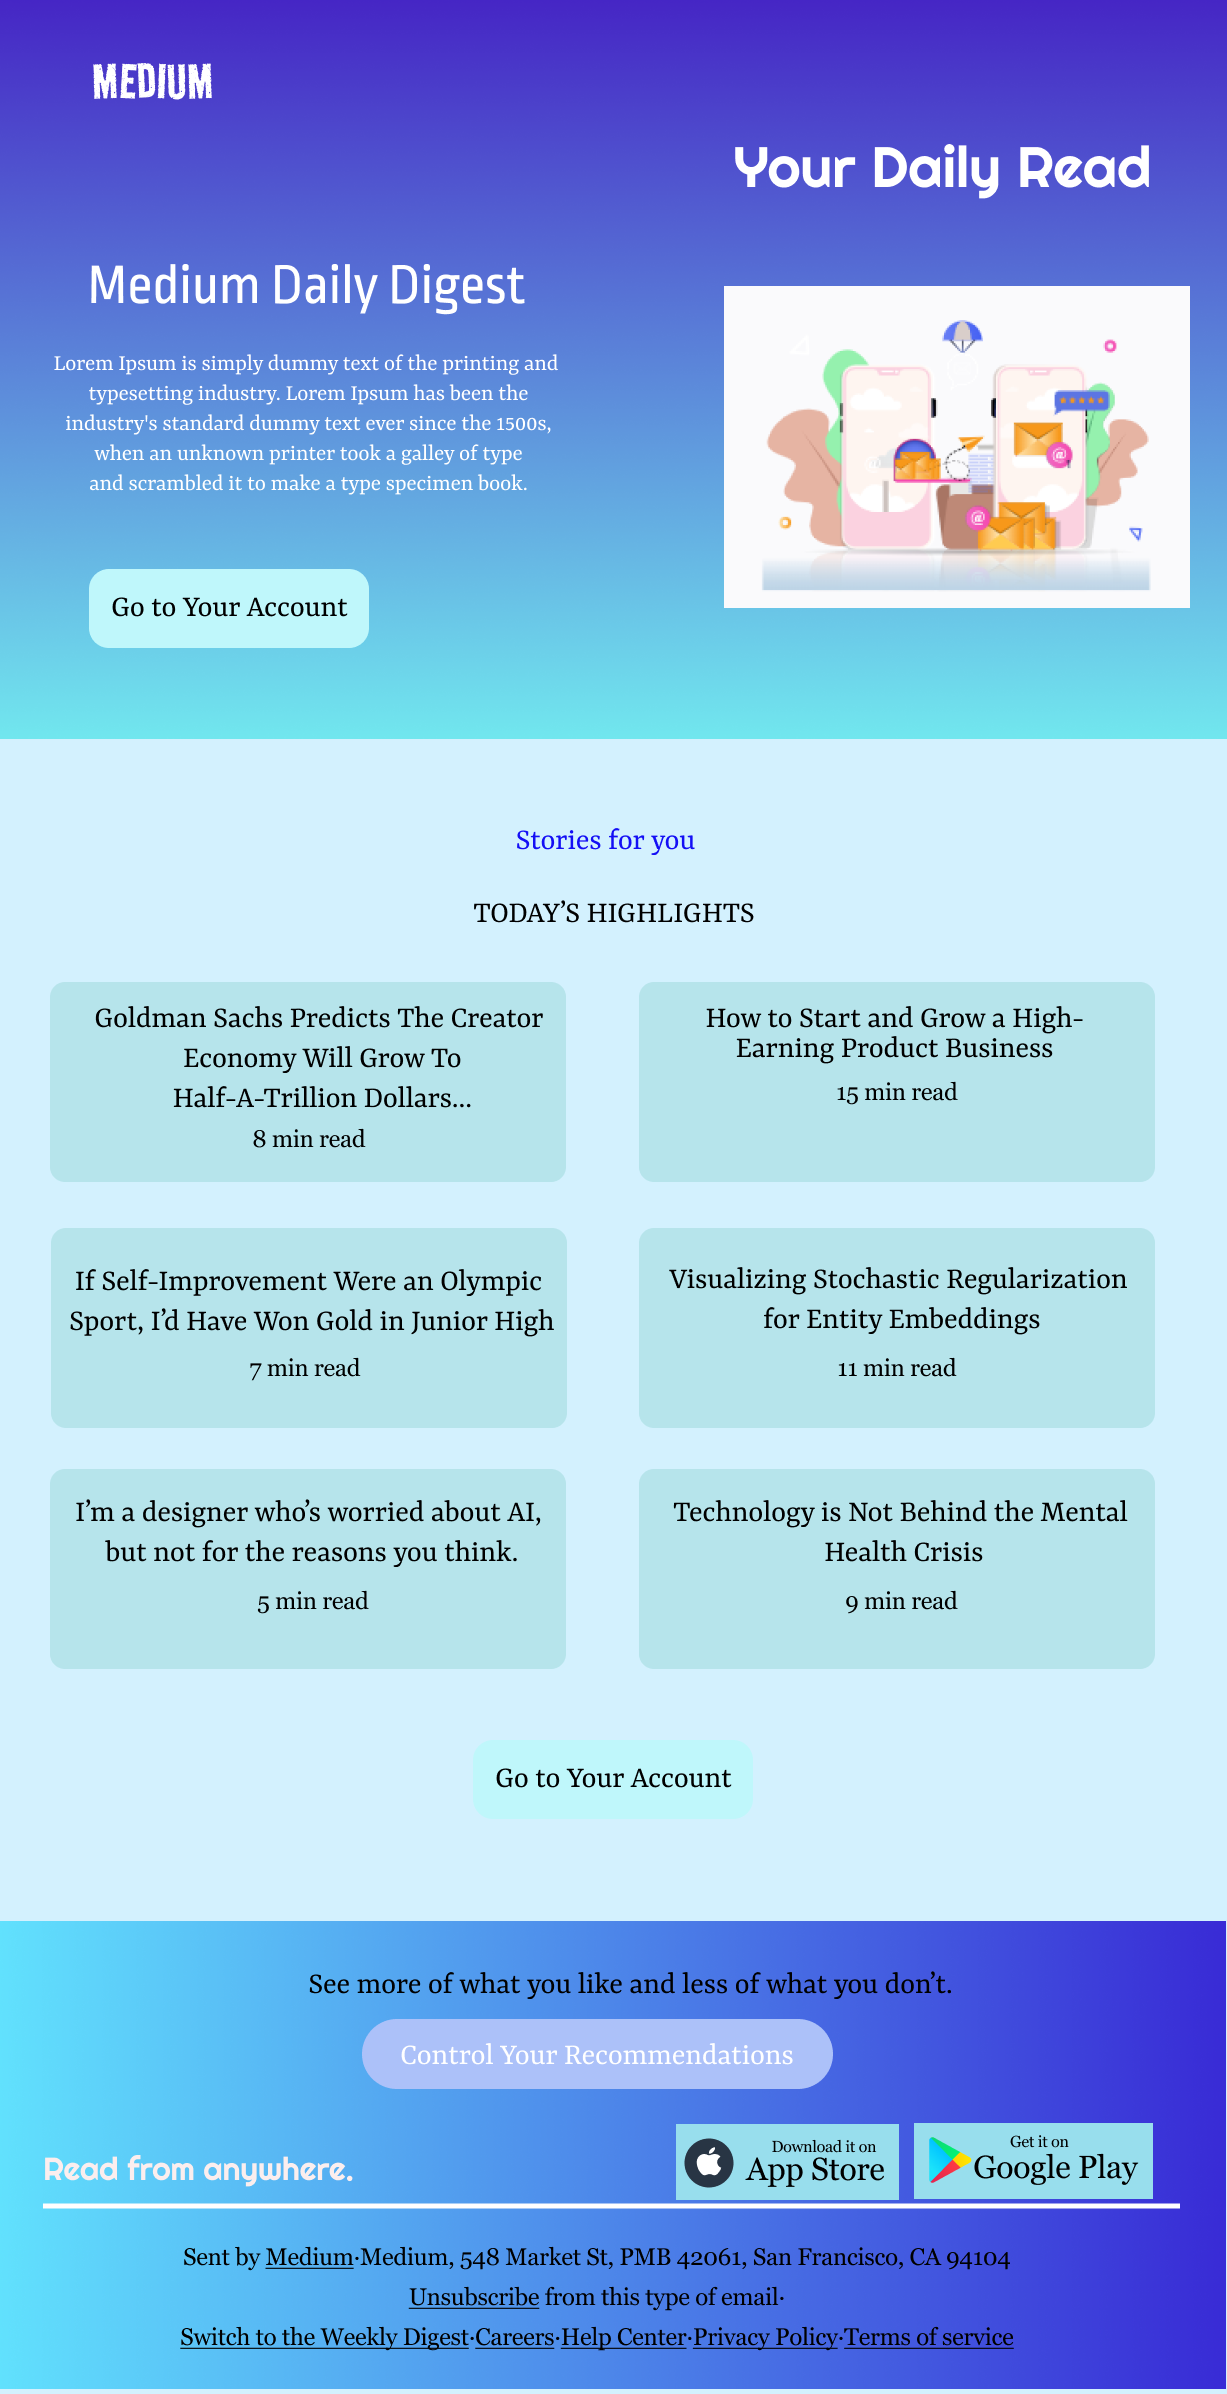 MEDIUM
Your Daily Read
Medium Daily Digest
Lorem Ipsum is simply dummy text of the printing and
typesetting industry. Lorem Ipsum has been the
industry's standard dummy text ever since the 1500s,
when an unknown printer took a galley of type
and scrambled it to make a type specimen book.
Go to Your Account
@
@
Stories for you
TODAY’S HIGHLIGHTS
Goldman Sachs Predicts The Creator
Economy Will Grow To
Half-A-Trillion Dollars...
8 min read
How to Start and Grow a High-
Earning Product Business
15 min read
If Self-Improvement Were an Olympic
Sport, I’d Have Won Gold in Junior High
7 min read
Visualizing Stochastic Regularization
for Entity Embeddings
11 min read
I’m a designer who’s worried about AI,
but not for the reasons you think.
5 min read
Technology is Not Behind the Mental
Health Crisis
9 min read
Go to Your Account
See more of what you like and less of what you don’t.
Control Your Recommendations
Read from anywhere.
Download it on
App Store
Get it on
Google Play
Sent by Medium·Medium, 548 Market St, PMB 42061, San Francisco, CA 94104
Unsubscribe from this type of email·
Switch to the Weekly Digest·Careers·Help Center·Privacy Policy·Terms of service